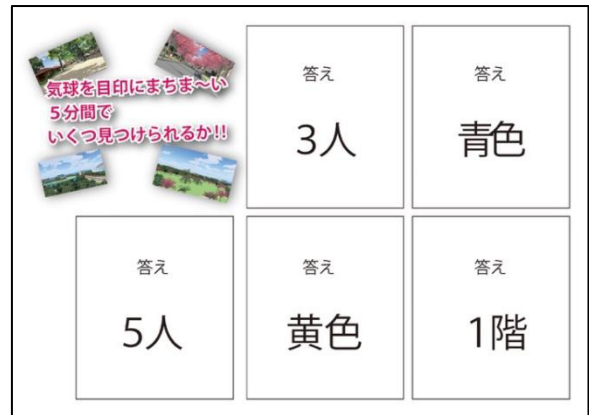 気球を目印にまちま～い
5分間で
いくつ見つけられるか!!
答え
3人
答え
青色
答え
5人
答え
黄色
答え
1階